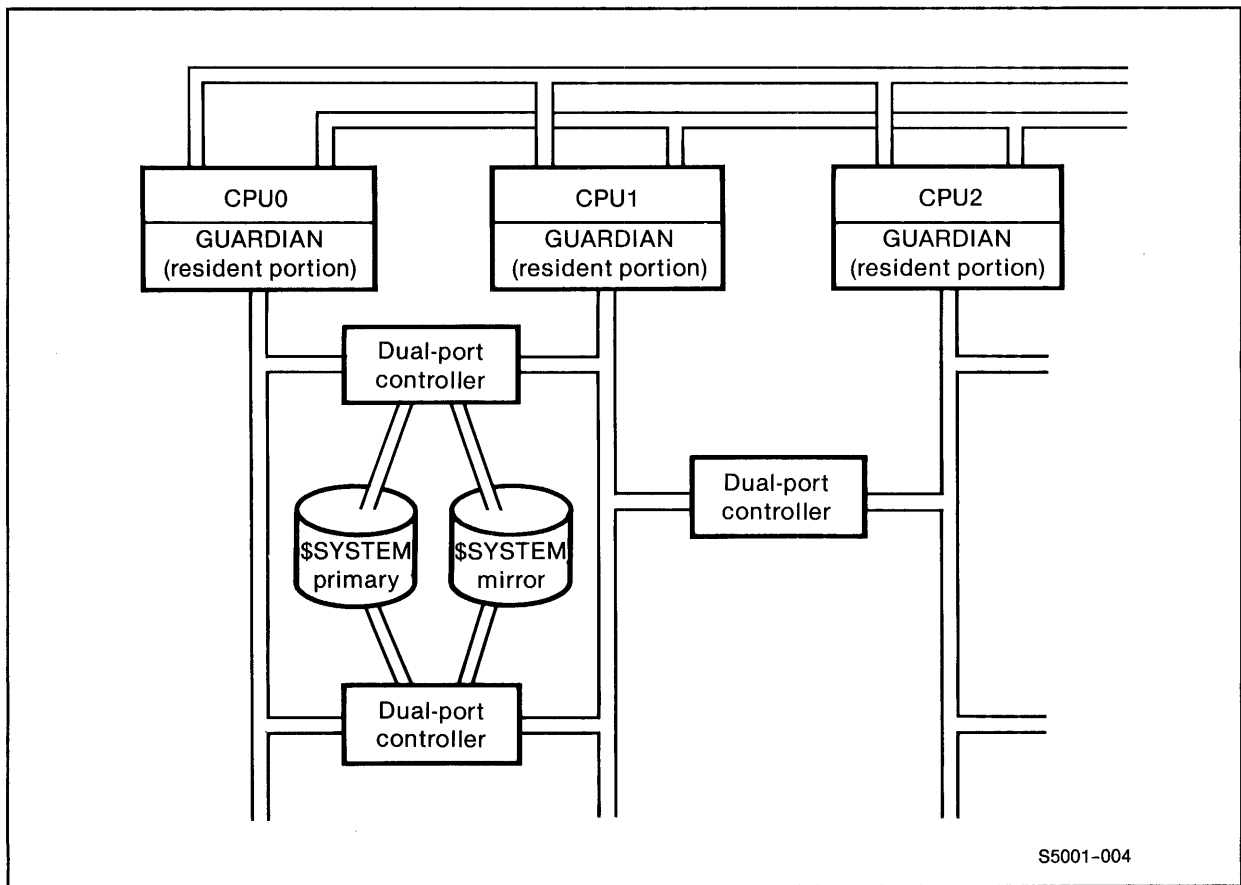 CPU0
GUARDIAN
(resident portion)
CPU1
GUARDIAN
(resident portion)
CPU2
GUARDIAN
(resident portion)
Dual-port
controller
$SYSTEM
primary
$SYSTEM
mirror
Dual-port
controller
Dual-port
controller
S5001-004